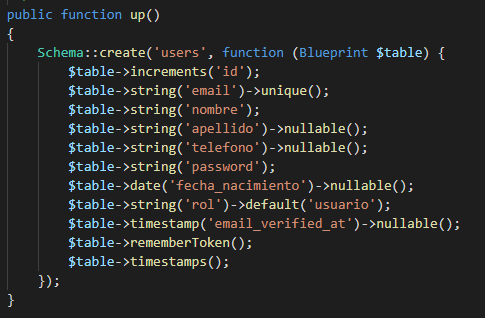 public function up()
{
    Schema::create('users', function (Blueprint $table) {
        $table->increments('id');
        $table->string('email')->unique();
        $table->string('nombre');
        $table->string('apellido')->nullable();
        $table->string('telefono')->nullable();
        $table->string('password');
        $table->date('fecha_nacimiento')->nullable();
        $table->string('rol')->default('usuario');
        $table->timestamp('email_verified_at')->nullable();
        $table->rememberToken();
        $table->timestamps();
    });
}